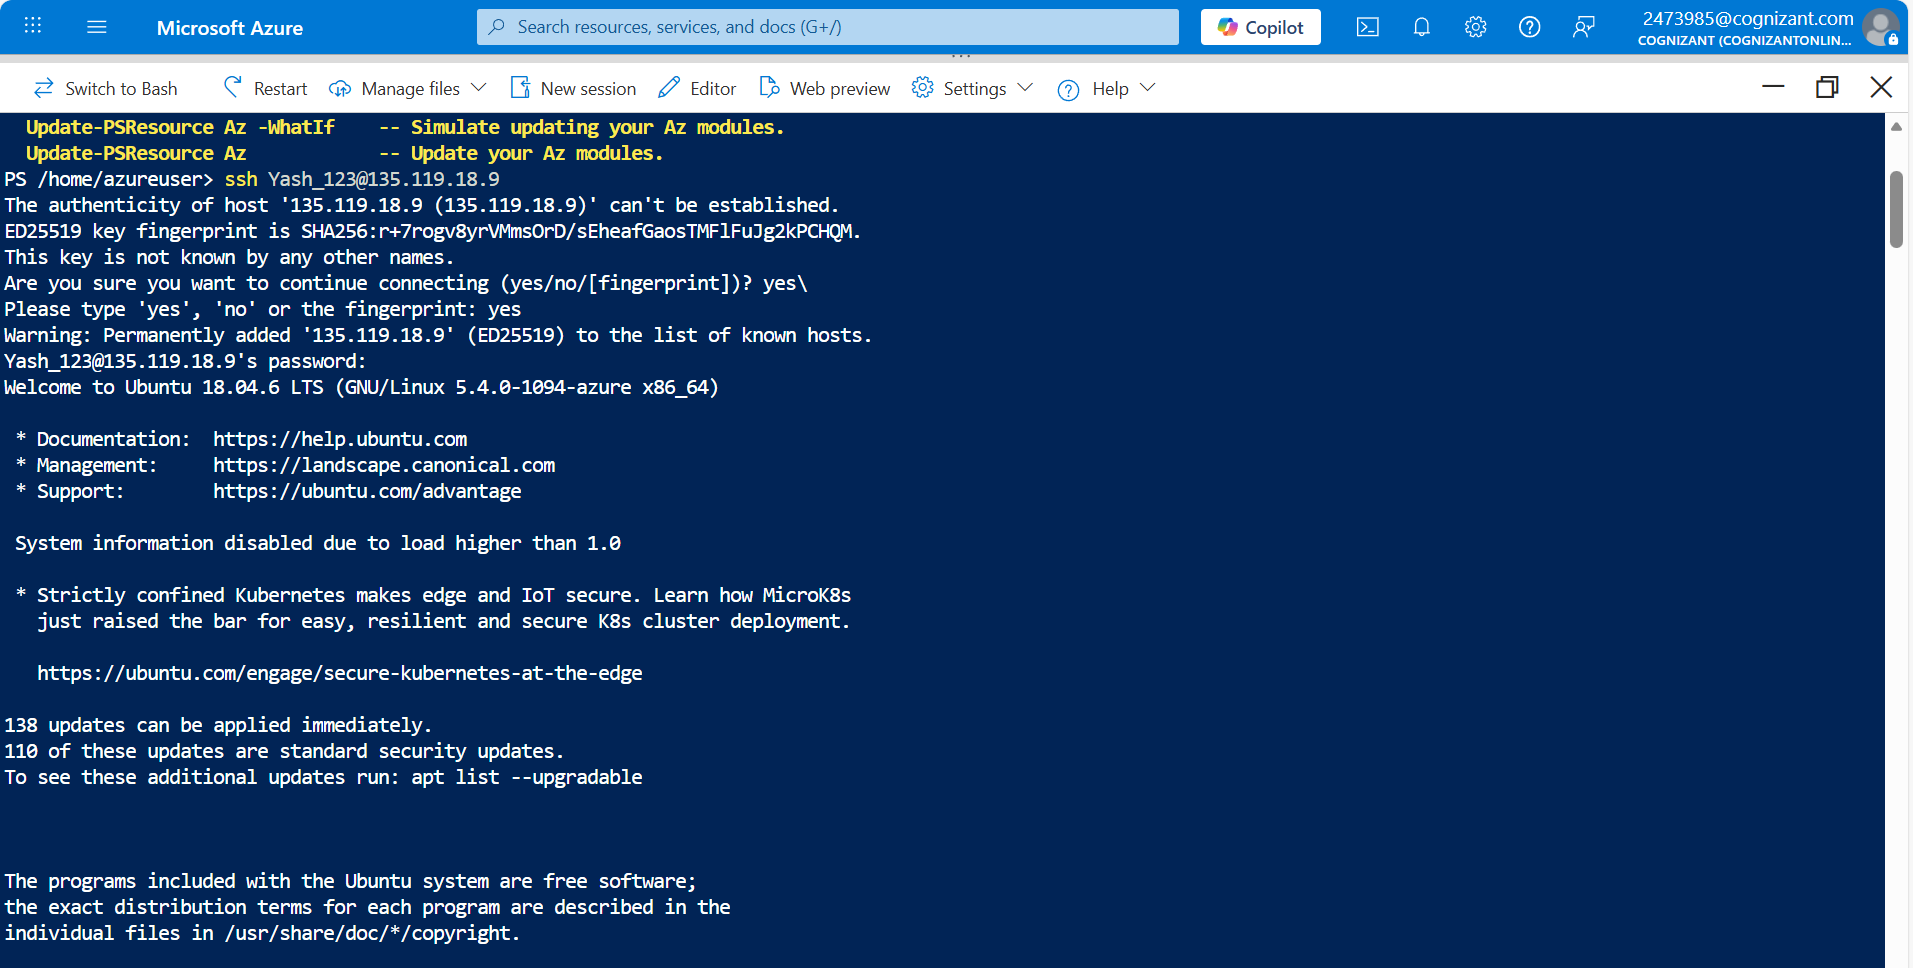 Microsoft Azure
Search resources, services, and docs (G+/)
Copilot
2473985@cognizant.com
COGNIZANT (COGNIZANTONLIN...
Switch to Bash
Restart
Manage files
New session
Editor
Web preview
Settings
Help
Update-PSResource Az -WhatIf    -- Simulate updating your Az modules.
Update-PSResource Az            -- Update your Az modules.
PS /home/azureuser> ssh Yash_123@135.119.18.9
The authenticity of host '135.119.18.9 (135.119.18.9)' can't be established.
ED25519 key fingerprint is SHA256:r+7rogv8yrVMmsOrD/sEheafGaosTMFlFuJg2kPCHQM.
This key is not known by any other names.
Are you sure you want to continue connecting (yes/no/[fingerprint])? yes\
Please type 'yes', 'no' or the fingerprint: yes
Warning: Permanently added '135.119.18.9' (ED25519) to the list of known hosts.
Yash_123@135.119.18.9's password:
Welcome to Ubuntu 18.04.6 LTS (GNU/Linux 5.4.0-1094-azure x86_64)
* Documentation:  https://help.ubuntu.com
* Management:     https://landscape.canonical.com
* Support:        https://ubuntu.com/advantage
System information disabled due to load higher than 1.0
* Strictly confined Kubernetes makes edge and IoT secure. Learn how MicroK8s
just raised the bar for easy, resilient and secure K8s cluster deployment.
https://ubuntu.com/engage/secure-kubernetes-at-the-edge
138 updates can be applied immediately.
110 of these updates are standard security updates.
To see these additional updates run: apt list --upgradable
The programs included with the Ubuntu system are free software;
the exact distribution terms for each program are described in the
individual files in /usr/share/doc/*/copyright.